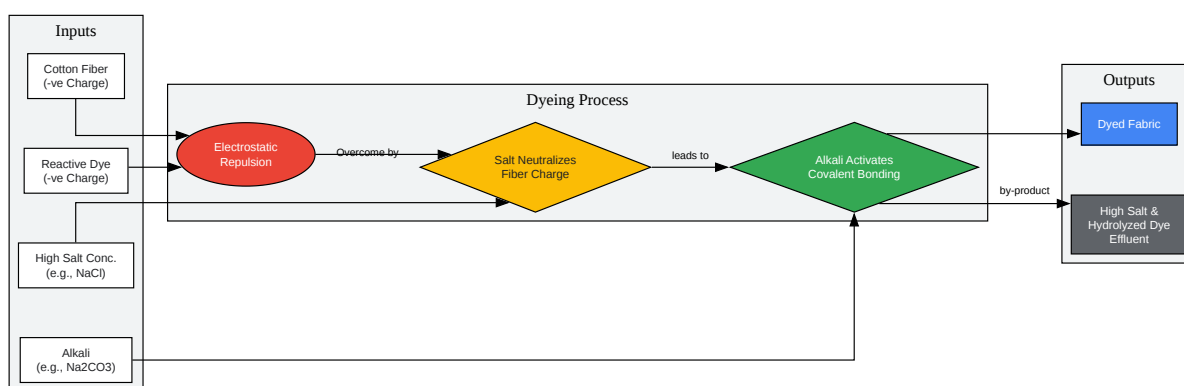 Inputs
Cotton Fiber
(-ve Charge)
Reactive Dye
(-ve Charge)
High Salt Conc.
(e.g., NaCl)
Alkali
(e.g., Na2CO3)
Dyeing Process
Electrostatic
Repulsion
Overcome by
Salt Neutralizes
Fiber Charge
leads to
Alkali Activates
Covalent Bonding
by-product
Outputs
Dyed Fabric
High Salt &
Hydrolyzed Dye
Effluent